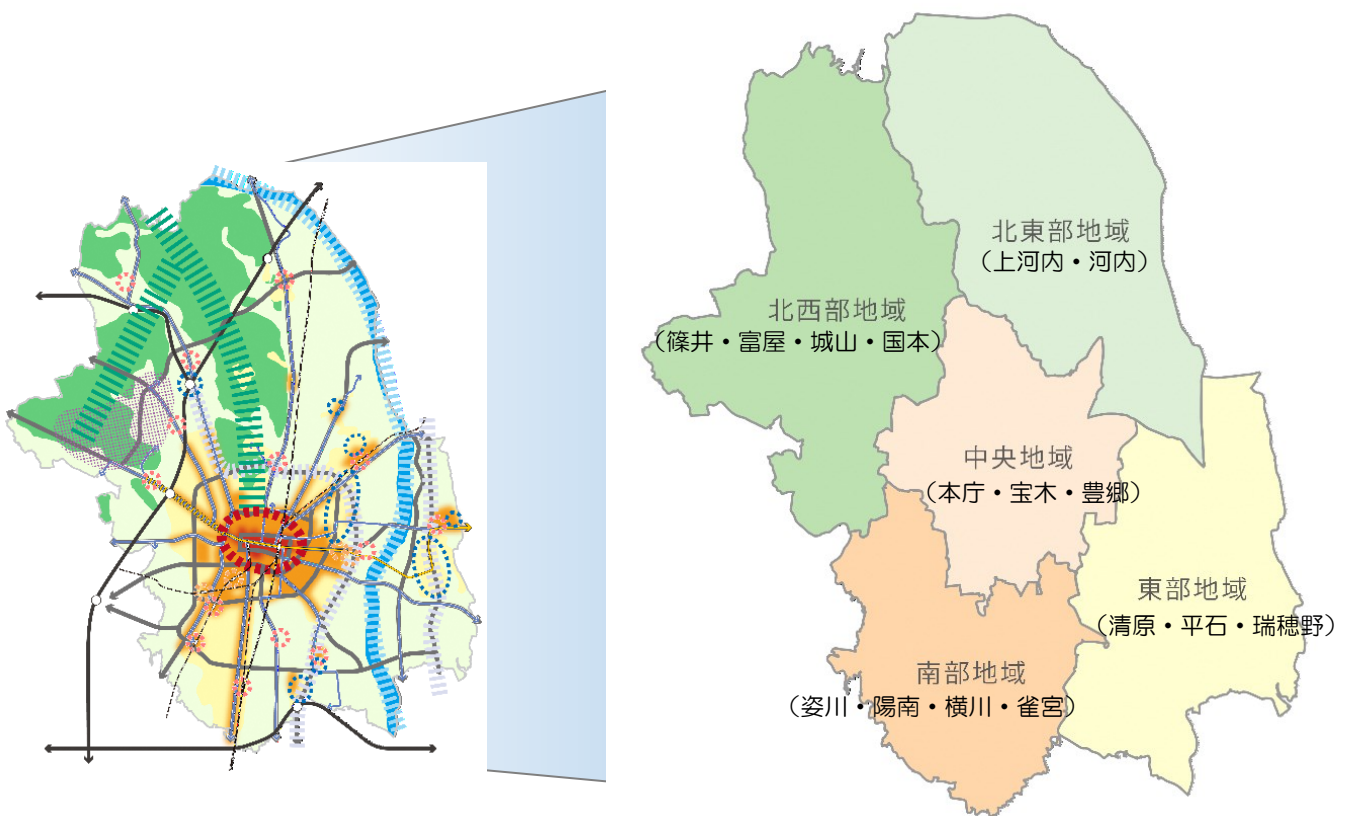 北東部地域
（上河内・河内）
北西部地域
（篠井・富屋・城山・国本）
中央地域
（本庁・宝木・豊郷）
東部地域
（清原・平石・瑞穂野）
南部地域
（姿川・陽南・横川・雀宮）